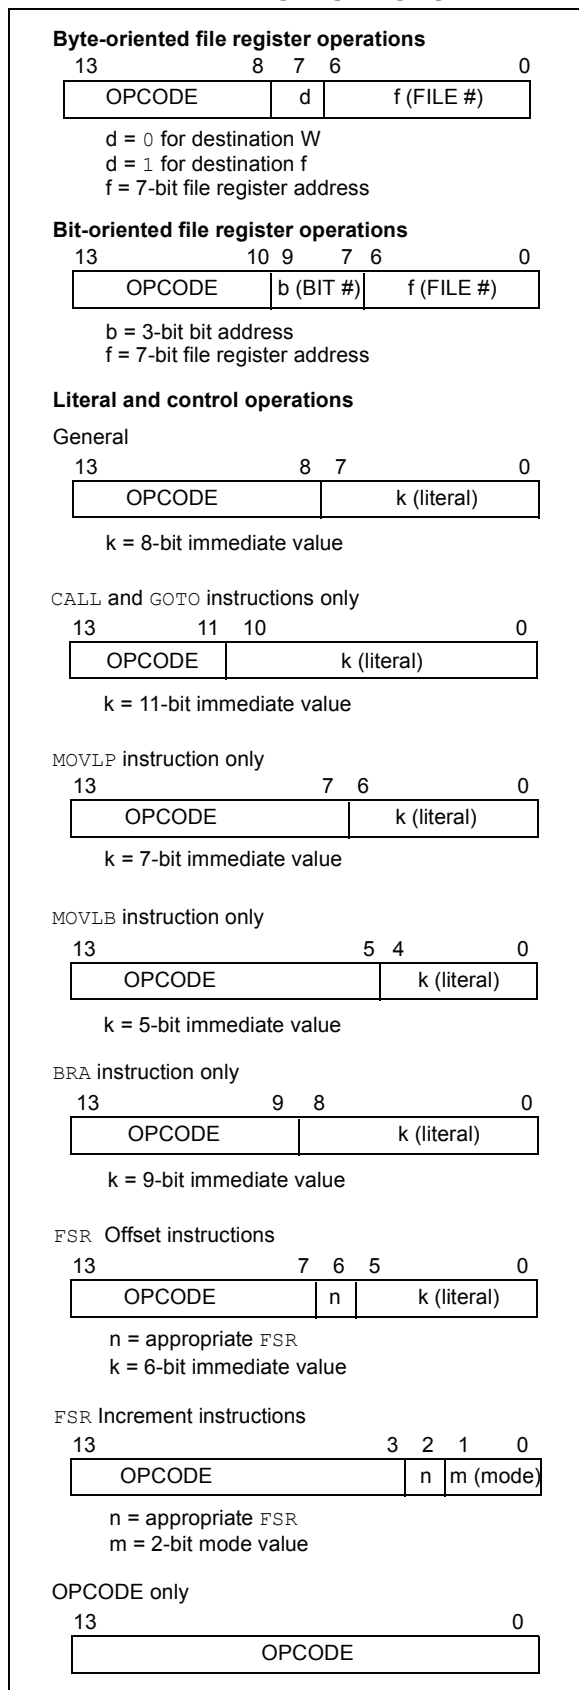 Byte-oriented file register operations
13 8 7 6 0
OPCODE d f (FILE #)
d = 0 for destination W
d = 1 for destination f
f = 7-bit file register address
Bit-oriented file register operations
13 10 9 7 6 0
OPCODE b (BIT #) f (FILE #)
b = 3-bit bit address
f = 7-bit file register address
Literal and control operations
General
13 8 7 0
OPCODE k (literal)
k = 8-bit immediate value
CALL and GOTO instructions only
13 11 10 0
OPCODE k (literal)
k = 11-bit immediate value
MOVLP instruction only
13 7 6 0
OPCODE k (literal)
k = 7-bit immediate value
MOVLB instruction only
13 5 4 0
OPCODE k (literal)
k = 5-bit immediate value
BRA instruction only
13 9 8 0
OPCODE k (literal)
k = 9-bit immediate value
FSR Offset instructions
13 7 6 5 0
OPCODE n k (literal)
n = appropriate FSR
k = 6-bit immediate value
FSR Increment instructions
13 3 2 1 0
OPCODE n m (mode)
n = appropriate FSR
m = 2-bit mode value
OPCODE only
13 0
OPCODE